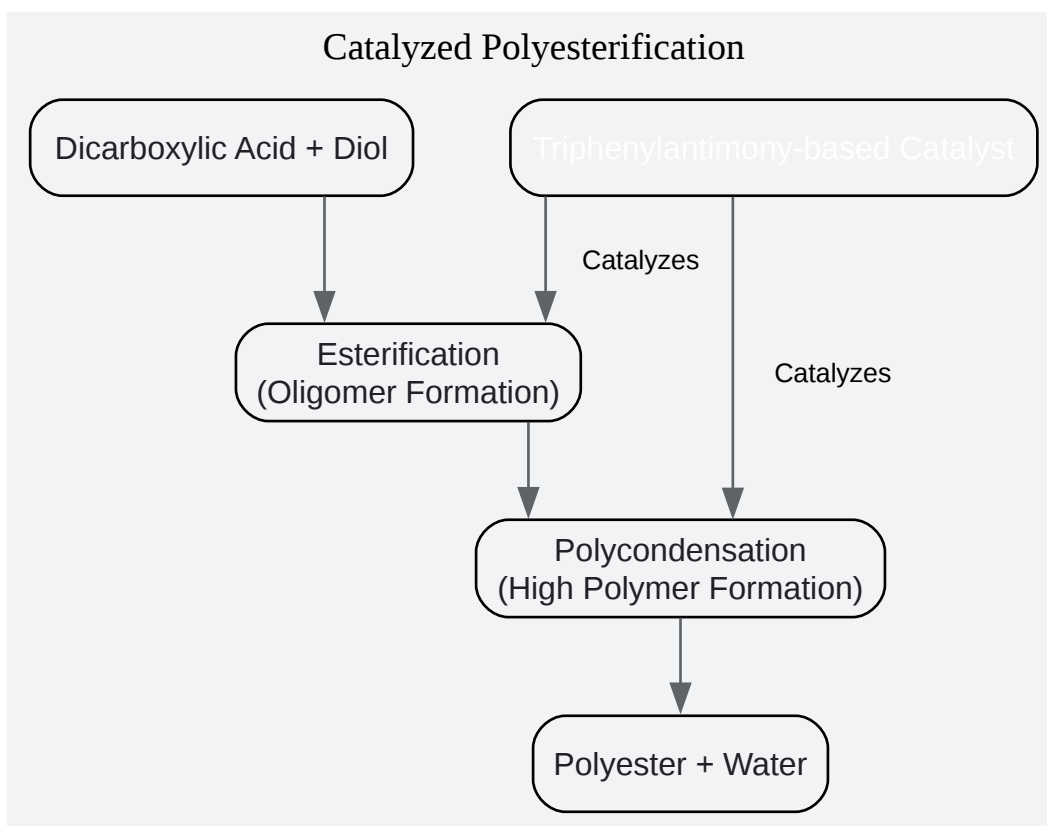 Catalyzed Polyesterification
Dicarboxylic Acid + Diol
Triphenylantimony-based Catalyst
Catalyzes
Esterification
(Oligomer Formation)
Catalyzes
Polycondensation
(High Polymer Formation)
Polyester + Water